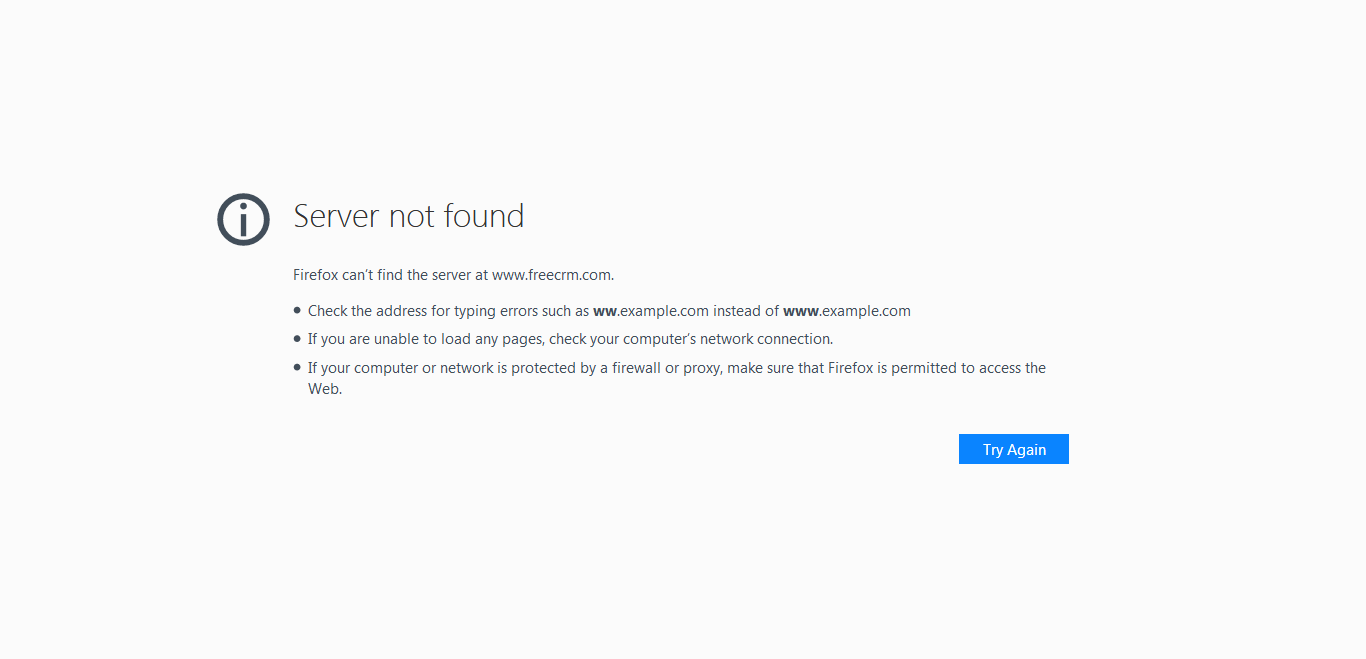 Server not found
Firefox can’t find the server at www.freecrm.com.
Check the address for typing errors such as ww.example.com instead of www.example.com
If you are unable to load any pages, check your computer’s network connection.
If your computer or network is protected by a firewall or proxy, make sure that Firefox is permitted to access the
Web.
Try Again